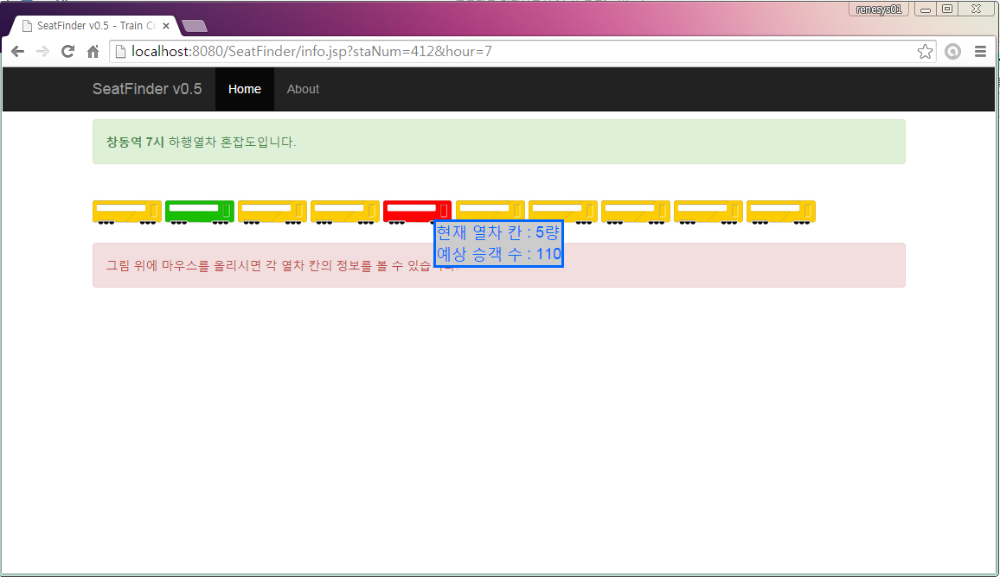 renesys01
SeatFinder v0.5 - Train C
localhost:8080/SeatFinder/info.jsp?staNum=412&hour=7
SeatFinder v0.5 Home About
창동역 7시 하행열차 혼잡도입니다.
현재 열차 칸 : 5량
예상 승객 수 : 110
그림 위에 마우스를 올리시면 각 열차 칸의 정보를 볼 수 있습